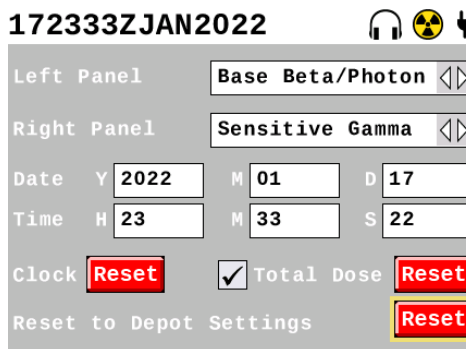 172333ZJAN2022
Left Panel Base Beta/Photon
Right Panel Sensitive Gamma
Date Y 2022 M 01 D 17
Time H 23 M 33 S 22
Clock Reset Total Dose Reset
Reset to Depot Settings Reset